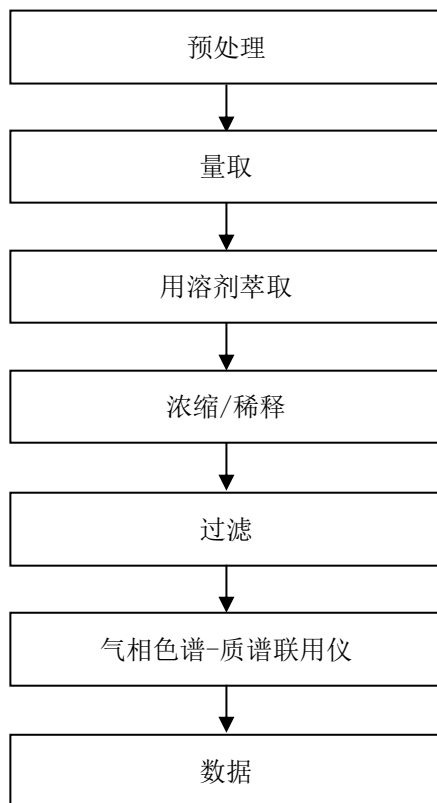 预处理
量取
用溶剂萃取
浓缩/稀释
过滤
气相色谱-质谱联用仪
数据